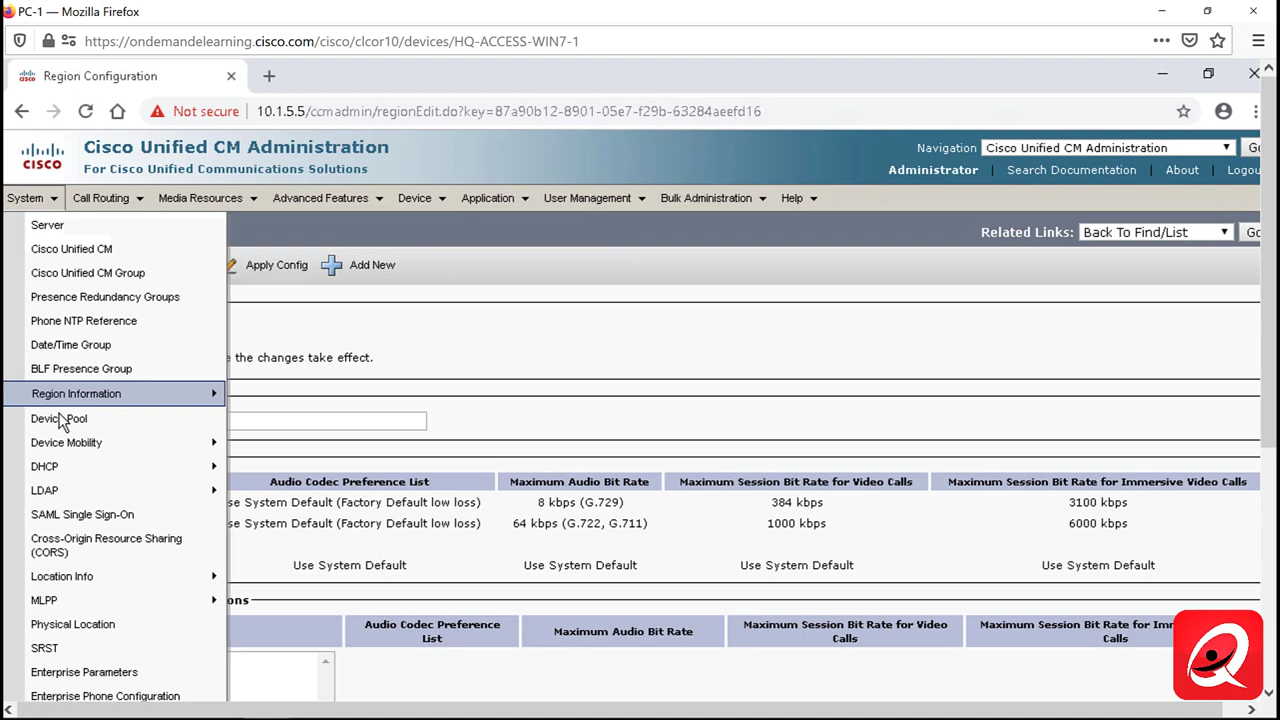 PC-1 — Mozilla Firefox
https://ondemandelearning.cisco.com/cisco/clcor10/devices/HQ-ACCESS-WIN7-1
Region Configuration
Not secure
10.1.5.5/ccmadmin/regionEdit.do?key=87a90b12-8901-05e7-f29b-63284aeefd16
CISCO
Cisco Unified CM Administration
For Cisco Unified Communications Solutions
Navigation Cisco Unified CM Administration Go
Administrator | Search Documentation | About | Logou
System Call Routing Media Resources Advanced Features Device Application User Management Bulk Administration Help
Related Links: Back To Find/List Go
Apply Config Add New
Server
Cisco Unified CM
Cisco Unified CM Group
Presence Redundancy Groups
Phone NTP Reference
Date/Time Group
BLF Presence Group
Region Information
Device Pool
Device Mobility
DHCP
LDAP
SAML Single Sign-On
Cross-Origin Resource Sharing
(CORS)
Location Info
MLPP
Physical Location
SRST
Enterprise Parameters
Enterprise Phone Configuration
e the changes take effect.
Audio Codec Preference List Maximum Audio Bit Rate Maximum Session Bit Rate for Video Calls Maximum Session Bit Rate for Immersive Video Calls
se System Default (Factory Default low loss) 8 kbps (G.729) 384 kbps 3100 kbps
se System Default (Factory Default low loss) 64 kbps (G.722, G.711) 1000 kbps 6000 kbps
Use System Default Use System Default Use System Default Use System Default
ons
Audio Codec Preference
List
Maximum Audio Bit Rate
Maximum Session Bit Rate for Video
Calls
Maximum Session Bit Rate for Imm
Calls